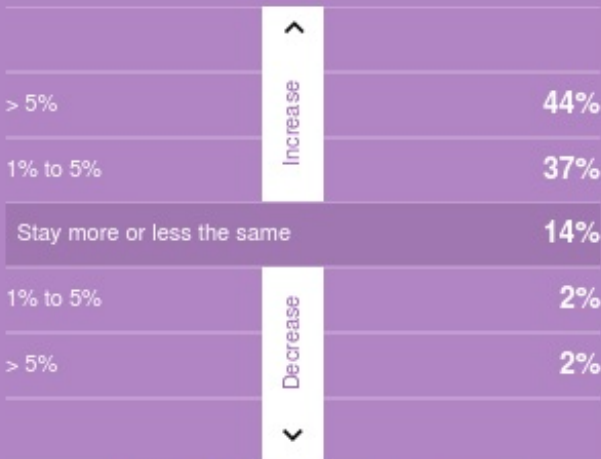 > 5% 44%
Increase
1% to 5% 37%
Stay more or less the same 14%
1% to 5% 2%
Decrease
> 5% 2%